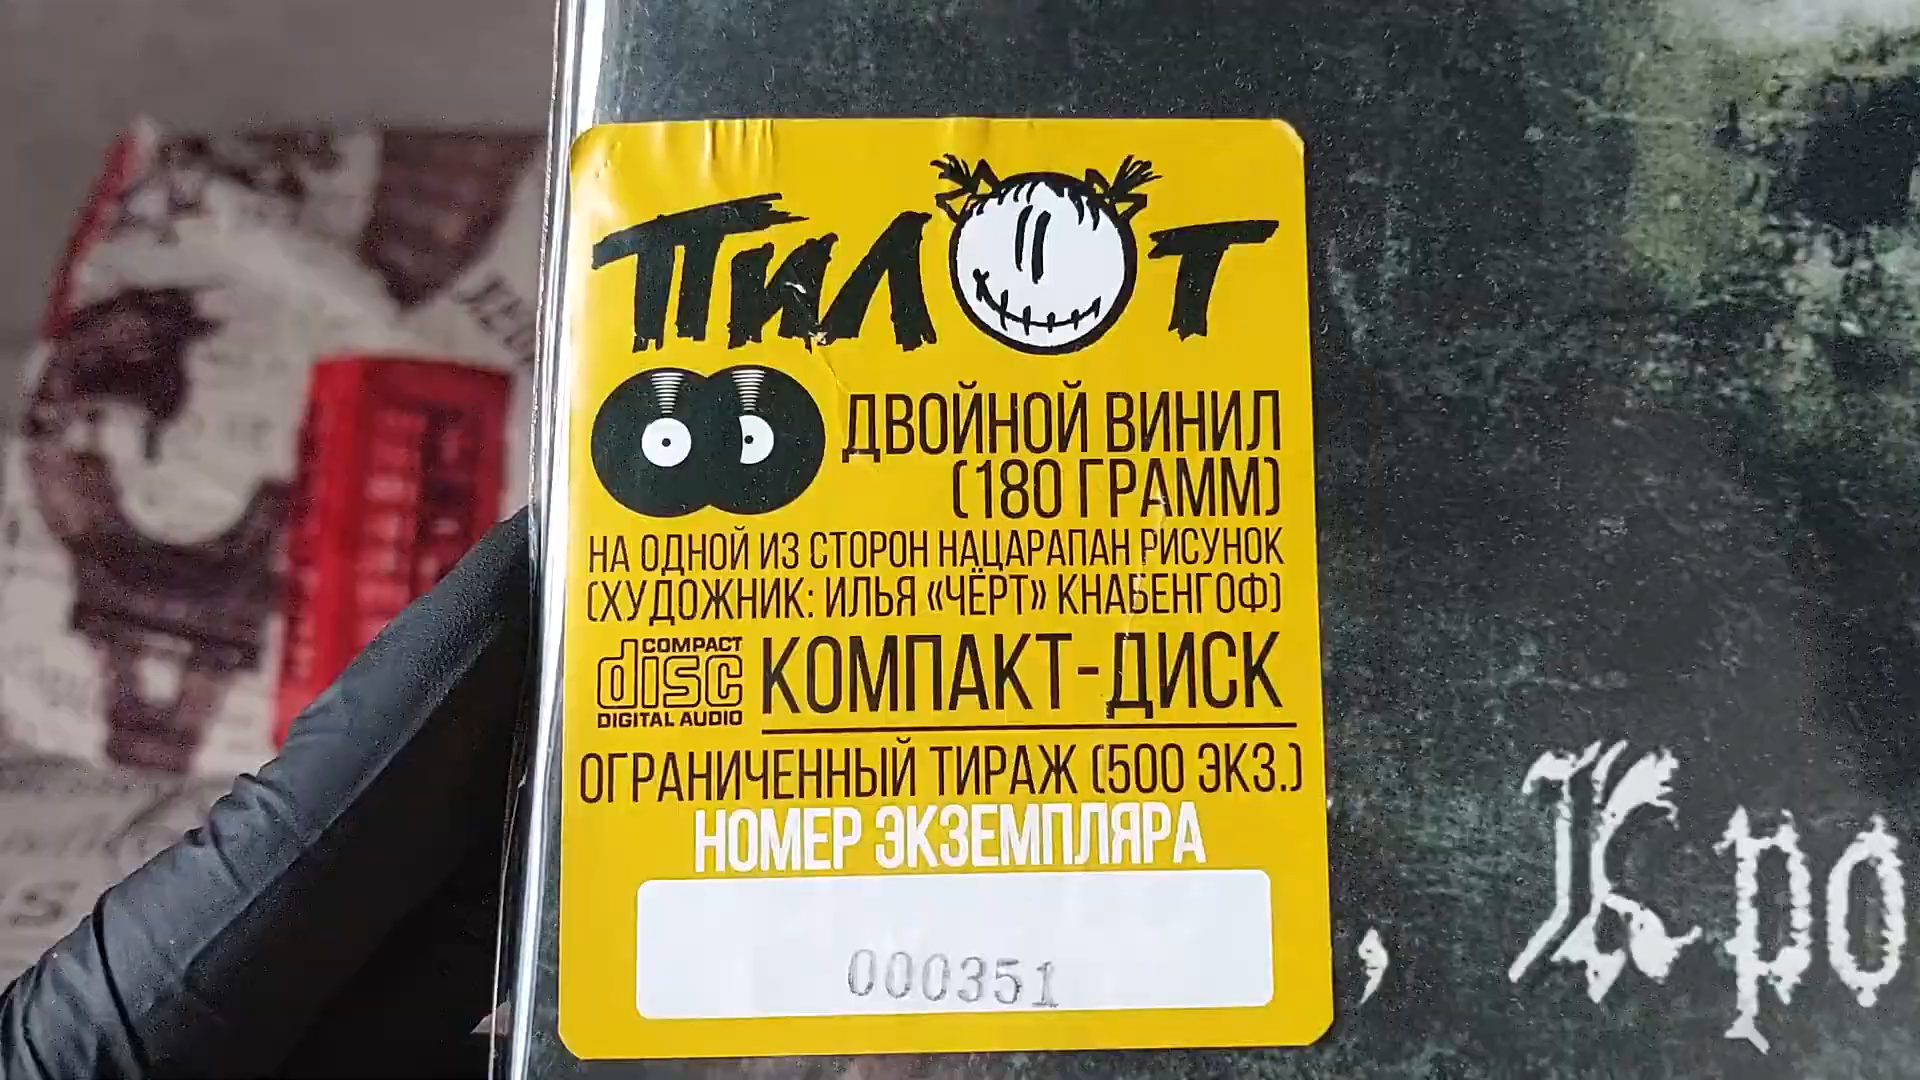 ПИЛОТ
ДВОЙНОЙ ВИНИЛ
(180 ГРАММ)
НА ОДНОЙ ИЗ СТОРОН НАЦАРАПАН РИСУНОК
(ХУДОЖНИК: ИЛЬЯ «ЧЁРТ» КНАБЕНГОФ)
COMPACT
disc
DIGITAL AUDIO
КОМПАКТ-ДИСК
ОГРАНИЧЕННЫЙ ТИРАЖ (500 ЭКЗ.)
НОМЕР ЭКЗЕМПЛЯРА
000351
, Кро